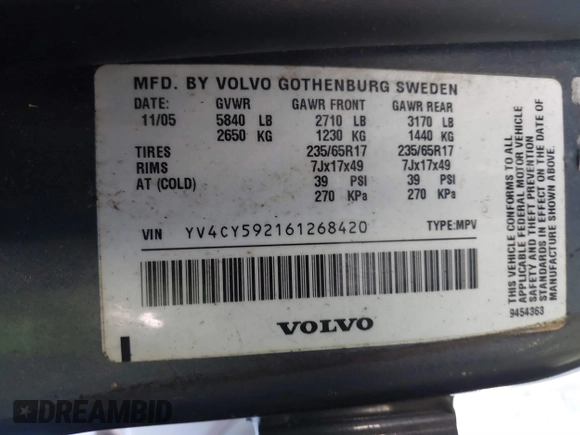 MFD. BY VOLVO GOTHENBURG SWEDEN
DATE: GVWR GAWR FRONT GAWR REAR
11/05 5840 LB 2710 LB 3170 LB
2650 KG 1230 KG 1440 KG
TIRES 235/65R17 235/65R17
RIMS 7Jx17x49 7Jx17x49
AT (COLD) 39 PSI 39 PSI
270 KPa 270 KPa
VIN YV4CY592161268420 TYPE:MPV
VOLVO
THIS VEHICLE CONFORMS TO ALL
APPLICABLE FEDERAL MOTOR VEHICLE
SAFETY AND THEFT PREVENTION
STANDARDS IN EFFECT ON THE DATE OF
MANUFACTURE SHOWN ABOVE.
9454363
DREAMBID